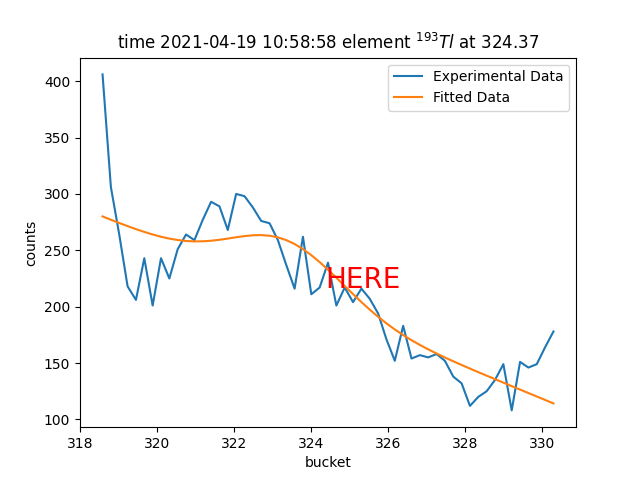 time 2021-04-19 10:58:58 element ¹⁹³Tl at 324.37
Experimental Data
Fitted Data
400
350
300
250
200
150
100
counts
HERE
318 320 322 324 326 328 330
bucket